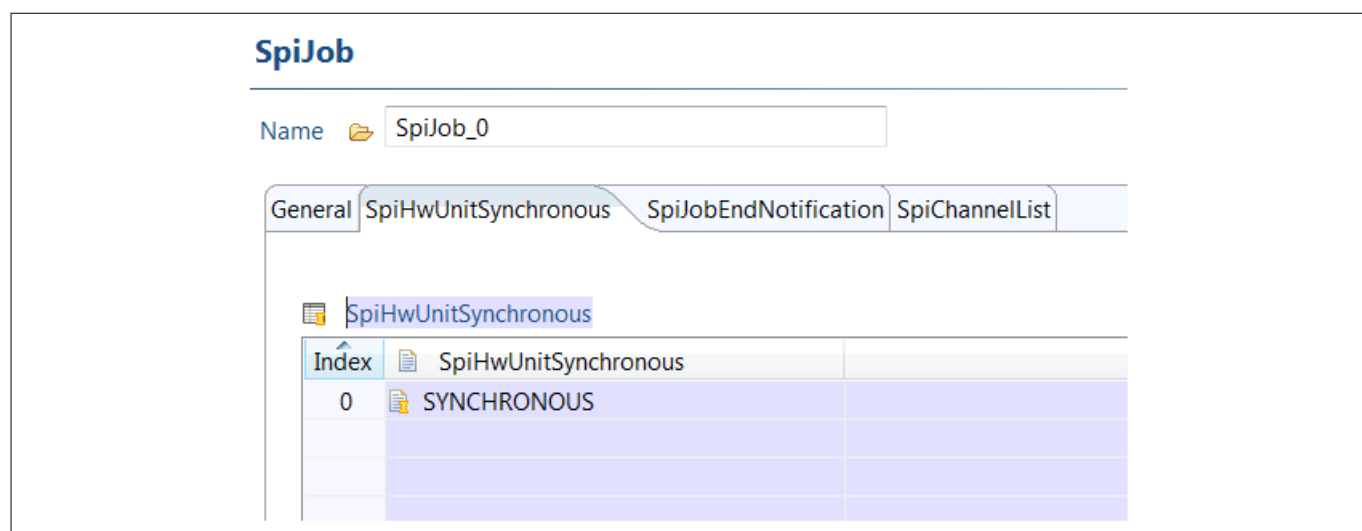 SpiJob
Name SpiJob_0
General SpiHwUnitSynchronous SpiJobEndNotification SpiChannelList
SpiHwUnitSynchronous
Index SpiHwUnitSynchronous
0 SYNCHRONOUS